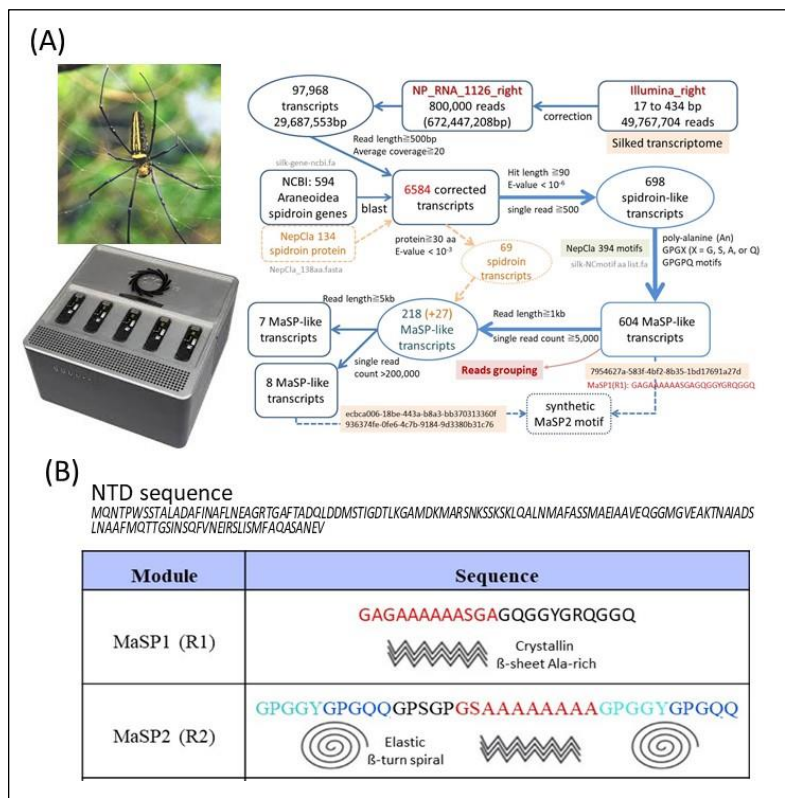 (A)
97,968
transcripts
29,687,553bp
NP_RNA_1126_right
800,000 reads
(672,447,208bp)
correction
Illumina_right
17 to 434 bp
49,767,704 reads
Silked transcriptome
Read length≧500bp
Average coverage≧20
silk-gene-ncbi.fa
NCBI: 594
Araneoidea
spidroin genes
blast
6584 corrected
transcripts
Hit length ≧90
E-value < 10⁻⁶
single read ≧500
698
spidroin-like
transcripts
NepCla 134
spidroin protein
NepCla_138aa.fasta
protein≧30 aa
E-value < 10⁻³
69
spidroin
transcripts
NepCla 394 motifs
silk-NCmotif aa list.fa
poly-alanine (An)
GPGX (X = G, S, A, or Q)
GPGPQ motifs
Read length≧5kb
7 MaSP-like
transcripts
218 (+27)
MaSP-like
transcripts
Read length≧1kb
single read count ≧5,000
604 MaSP-like
transcripts
single read
count >200,000
Reads grouping
8 MaSP-like
transcripts
7954627a-583f-4bf2-8b35-1bd17691a27d
MaSP1(R1): GAGAAAAAASGAGQGGYGRQGGQ
ecbca006-18be-443a-b8a3-bb370313360f
936374fe-0fe6-4c7b-9184-9d3380b31c76
synthetic
MaSP2 motif
(B)
NTD sequence
MQNTPWSSTALADAFINAFLNEAGRTGAFTADQLDDMSTIGDTLKGAMDKMARSNKSSKSKLQALNMAFASSMAEIAAVEQGGMGVEAKTNAIADS
LNAAFMQTTGSINSQFVNEIRSLISMFAQASANEV
Module
Sequence
MaSP1 (R1)
GAGAAAAAASGAGQGGYGRQGGQ
Crystallin
ß-sheet Ala-rich
MaSP2 (R2)
GPGGYGPGQQGPSGPGSAAAAAAAAGPGGYGPGQQ
Elastic
ß-turn spiral